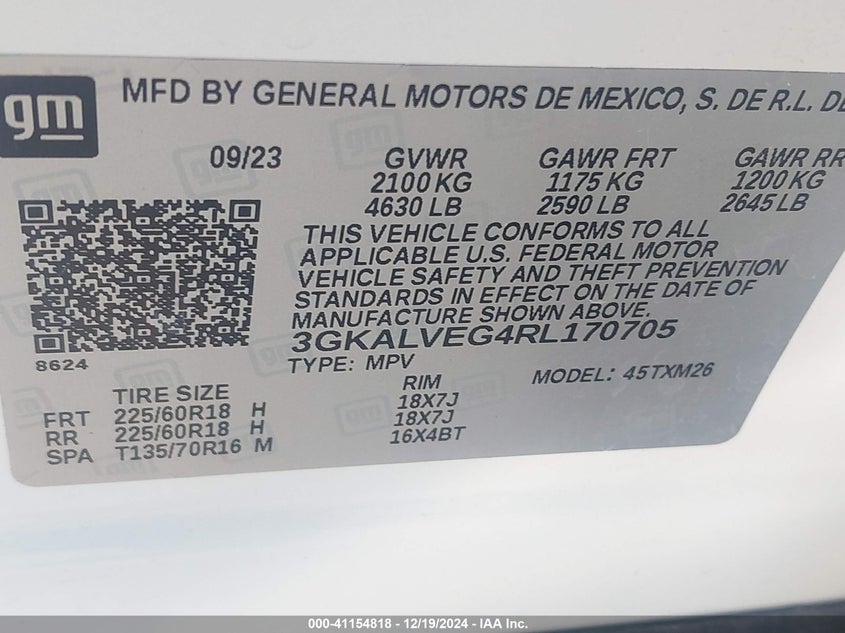 gm
MFD BY GENERAL MOTORS DE MEXICO, S. DE R.L. DE
09/23
GVWR GAWR FRT GAWR RR
2100 KG 1175 KG 1200 KG
4630 LB 2590 LB 2645 LB
THIS VEHICLE CONFORMS TO ALL
APPLICABLE U.S. FEDERAL MOTOR
VEHICLE SAFETY AND THEFT PREVENTION
STANDARDS IN EFFECT ON THE DATE OF
MANUFACTURE SHOWN ABOVE.
3GKALVEG4RL170705
8624
TYPE: MPV MODEL: 45TXM26
TIRE SIZE RIM
FRT 225/60R18 H 18X7J
RR 225/60R18 H 18X7J
SPA T135/70R16 M 16X4BT
000-41154818 - 12/19/2024 - IAA Inc.